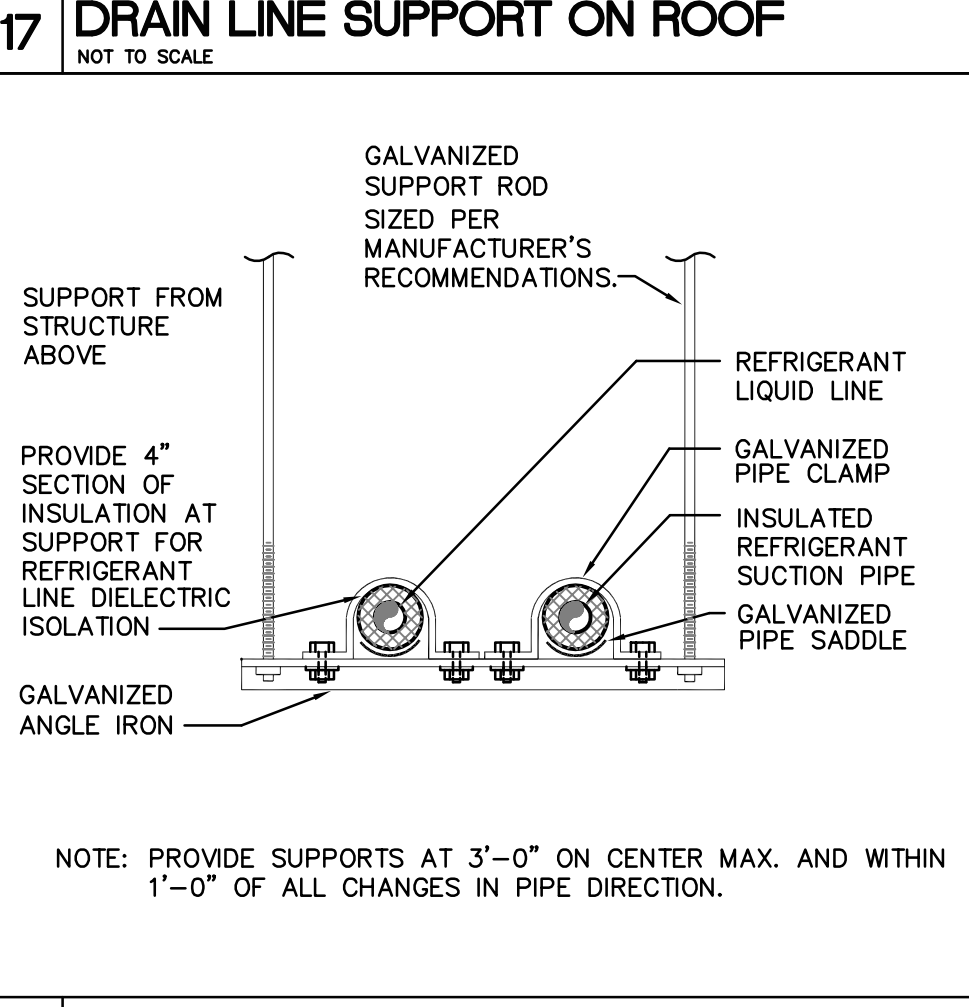 17
DRAIN LINE SUPPORT ON ROOF
NOT TO SCALE
GALVANIZED
SUPPORT ROD
SIZED PER
MANUFACTURER'S
RECOMMENDATIONS.
SUPPORT FROM
STRUCTURE
ABOVE
REFRIGERANT
LIQUID LINE
GALVANIZED
PIPE CLAMP
PROVIDE 4"
SECTION OF
INSULATION AT
SUPPORT FOR
REFRIGERANT
LINE DIELECTRIC
ISOLATION
INSULATED
REFRIGERANT
SUCTION PIPE
GALVANIZED
PIPE SADDLE
GALVANIZED
ANGLE IRON
NOTE: PROVIDE SUPPORTS AT 3'-0" ON CENTER MAX. AND WITHIN
1'-0" OF ALL CHANGES IN PIPE DIRECTION.